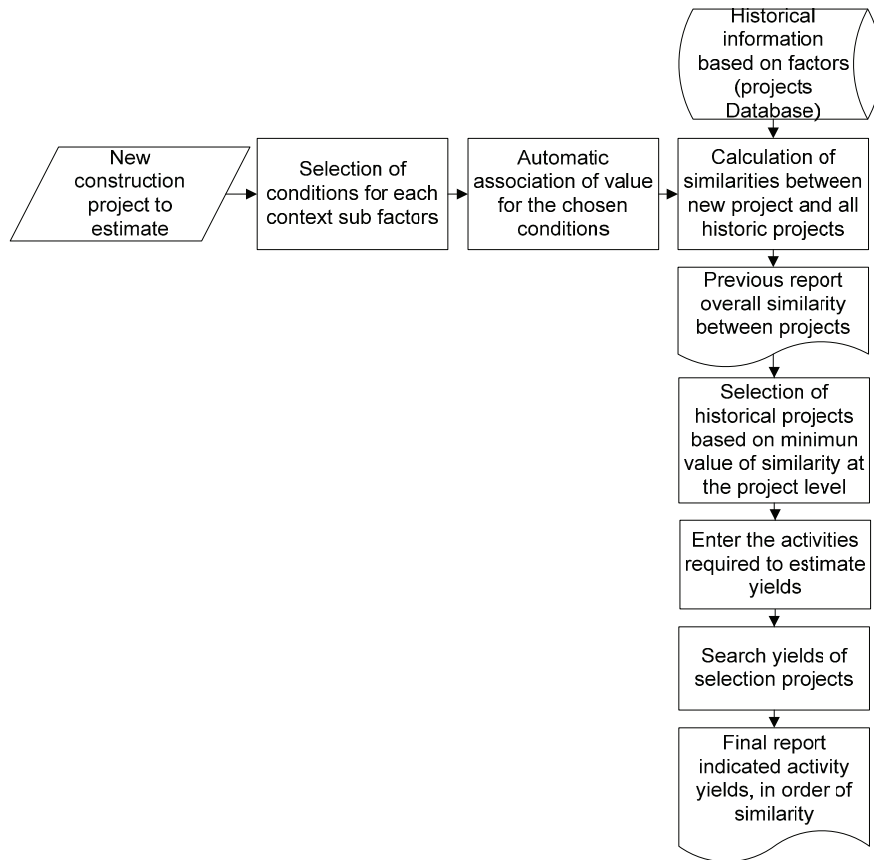 Historical
information
based on factors
(projects
Database)
New
construction
project to
estimate
Selection of
conditions for each
context sub factors
Automatic
association of value
for the chosen
conditions
Calculation of
similarities between
new project and all
historic projects
Previous report
overall similarity
between projects
Selection of
historical projects
based on minimun
value of similarity at
the project level
Enter the activities
required to estimate
yields
Search yields of
selection projects
Final report
indicated activity
yields, in order of
similarity